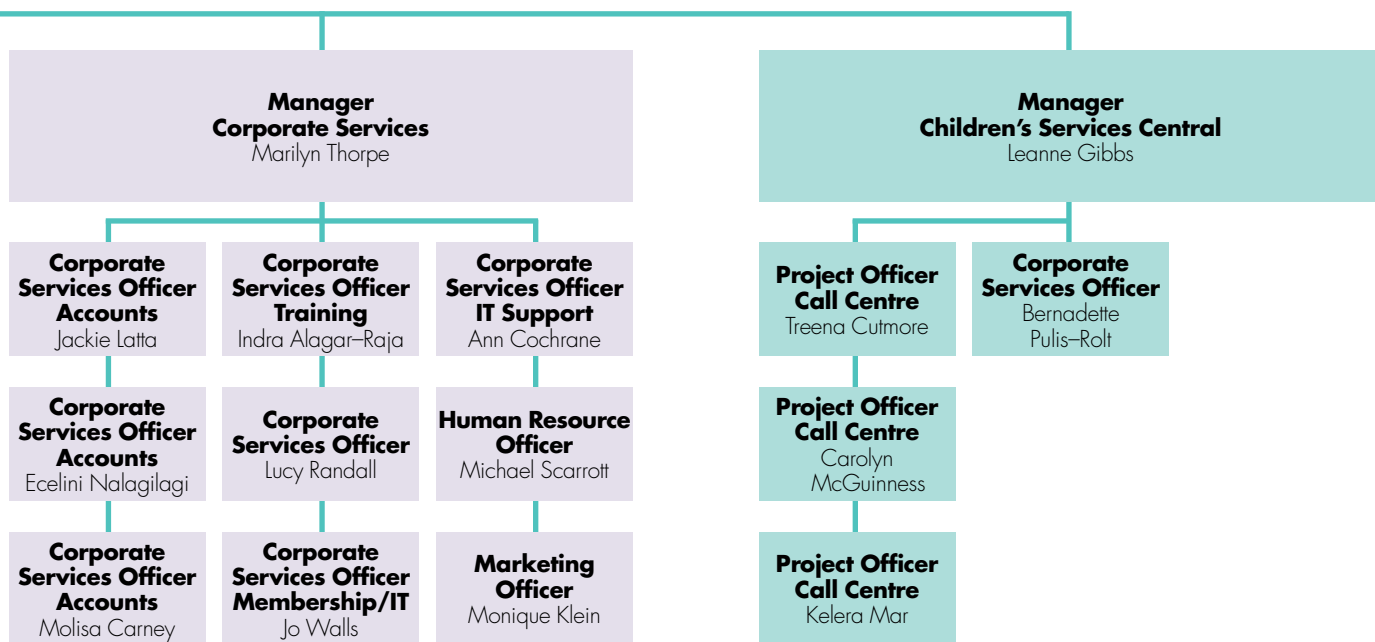 Manager
Corporate Services
Marilyn Thorpe
Corporate
Services Officer
Accounts
Jackie Latta
Corporate
Services Officer
Training
Indra Alagar–Raja
Corporate
Services Officer
IT Support
Ann Cochrane
Corporate
Services Officer
Accounts
Ecelini Nalagilagi
Corporate
Services Officer
Lucy Randall
Human Resource
Officer
Michael Scarrott
Corporate
Services Officer
Accounts
Molisa Carney
Corporate
Services Officer
Membership/IT
Jo Walls
Marketing
Officer
Monique Klein
Manager
Children’s Services Central
Leanne Gibbs
Project Officer
Call Centre
Treena Cutmore
Corporate
Services Officer
Bernadette
Pulis–Rolt
Project Officer
Call Centre
Carolyn
McGuinness
Project Officer
Call Centre
Kelera Mar